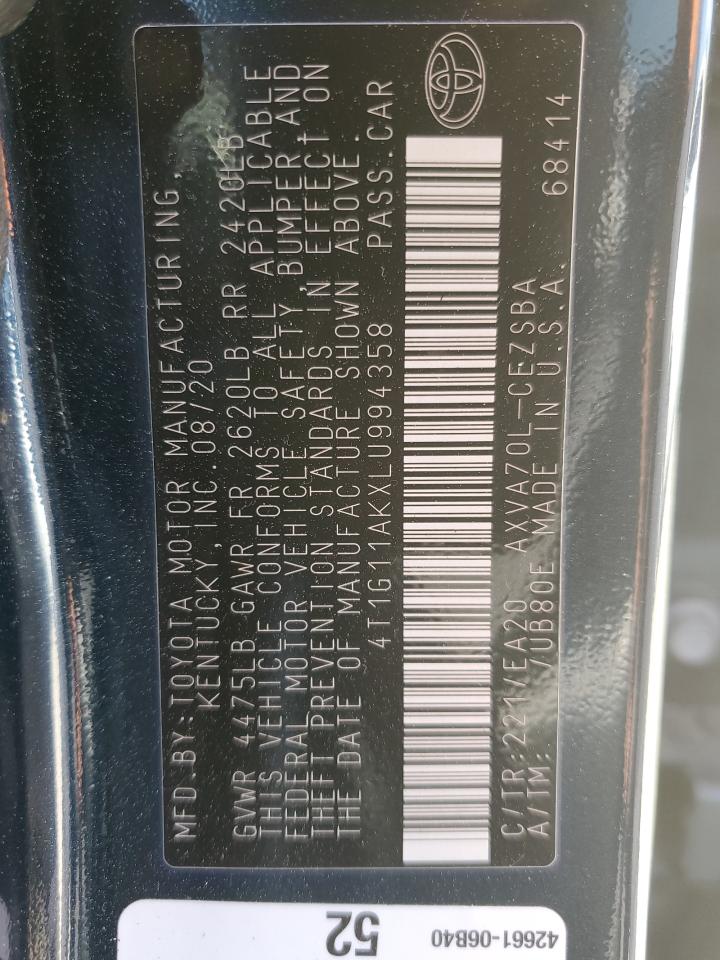 MFD.BY:TOYOTA MOTOR MANUFACTURING,
KENTUCKY,INC.08/20
GVWR 4475LB GAWR FR 2620LB RR 2420LB
THIS VEHICLE CONFORMS TO ALL APPLICABLE
FEDERAL MOTOR VEHICLE SAFETY,BUMPER AND
THEFT PREVENTION STANDARDS IN EFFECT ON
THE DATE OF MANUFACTURE SHOWN ABOVE.
4T1G11AKXLU994358 PASS.CAR
C/TR:221/EA20 AXVA70L-CEZSBA
A/TM: /UB80E MADE IN U.S.A. 68414
52
42661-06B40